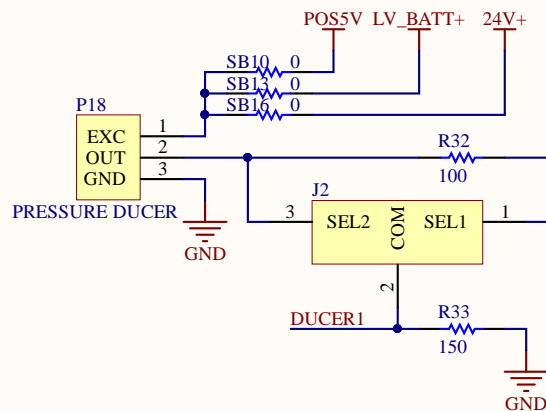 POS5V LV_BATT+ 24V+
SB10 0
SB13 0
SB16 0
P18
EXC 1
OUT 2
GND 3
PRESSURE DUCER
GND
R32
100
J2
3 SEL2 COM SEL1 1
2
DUCER1
R33
150
GND